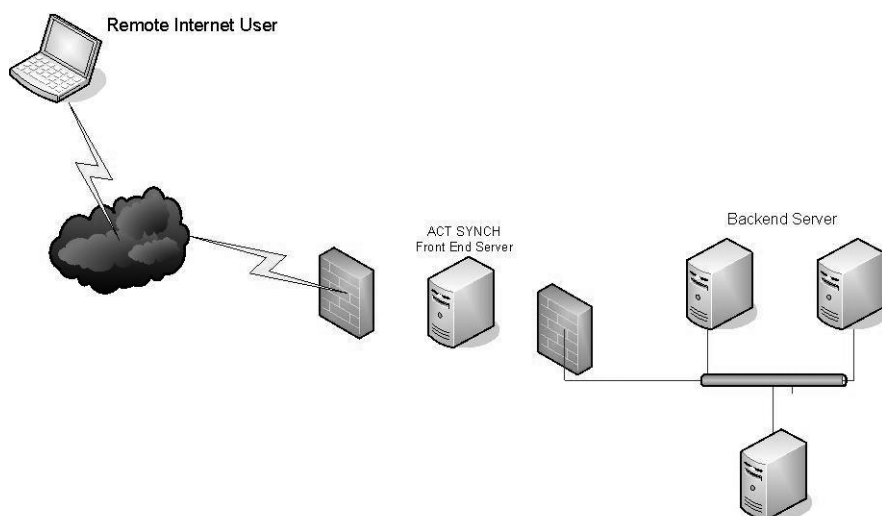 Remote Internet User
ACT SYNCH
Front End Server
Backend Server